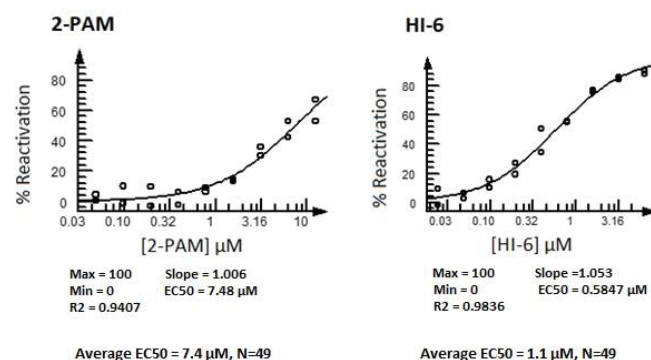 2-PAM
% Reactivation
80
60
40
20
0
0.03 0.10 0.32 1 3.16 10
[2-PAM] µM
Max = 100 Slope = 1.006
Min = 0 EC50 = 7.48 µM
R2 = 0.9407
Average EC50 = 7.4 µM, N=49
HI-6
% Reactivation
80
60
40
20
0
0.03 0.10 0.32 1 3.16
[HI-6] µM
Max = 100 Slope =1.053
Min = 0 EC50 = 0.5847 µM
R2 = 0.9836
Average EC50 = 1.1 µM, N=49